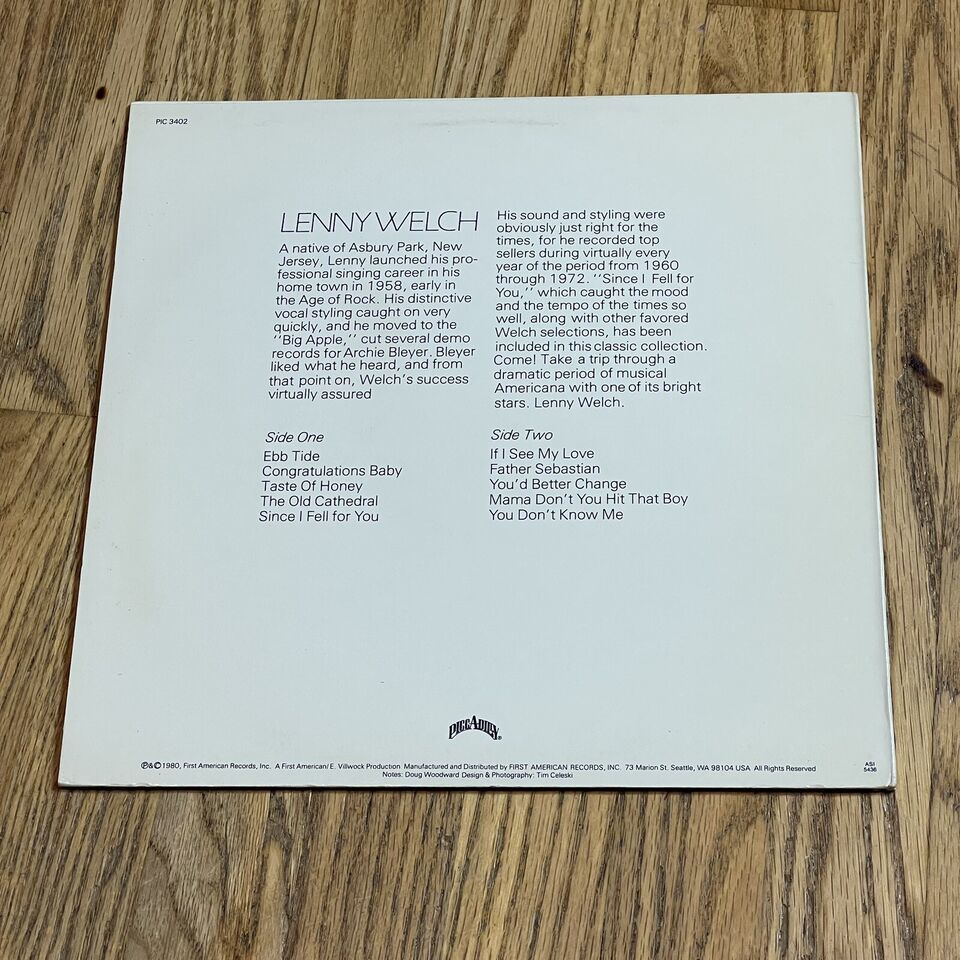 PIC 3402
LENNY WELCH
A native of Asbury Park, New
Jersey, Lenny launched his pro-
fessional singing career in his
home town in 1958, early in
the Age of Rock. His distinctive
vocal styling caught on very
quickly, and he moved to the
''Big Apple,'' cut several demo
records for Archie Bleyer. Bleyer
liked what he heard, and from
that point on, Welch's success
virtually assured
His sound and styling were
obviously just right for the
times, for he recorded top
sellers during virtually every
year of the period from 1960
through 1972. ''Since I Fell for
You,'' which caught the mood
and the tempo of the times so
well, along with other favored
Welch selections, has been
included in this classic collection.
Come! Take a trip through a
dramatic period of musical
Americana with one of its bright
stars. Lenny Welch.
Side One
Ebb Tide
Congratulations Baby
Taste Of Honey
The Old Cathedral
Since I Fell for You
Side Two
If I See My Love
Father Sebastian
You'd Better Change
Mama Don't You Hit That Boy
You Don't Know Me
PICCADILLY®
℗&©1980, First American Records, Inc. A First American/E. Villwock Production Manufactured and Distributed by FIRST AMERICAN RECORDS, INC. 73 Marion St. Seattle, WA 98104 USA All Rights Reserved
Notes: Doug Woodward Design & Photography: Tim Celeski
ASI
5436